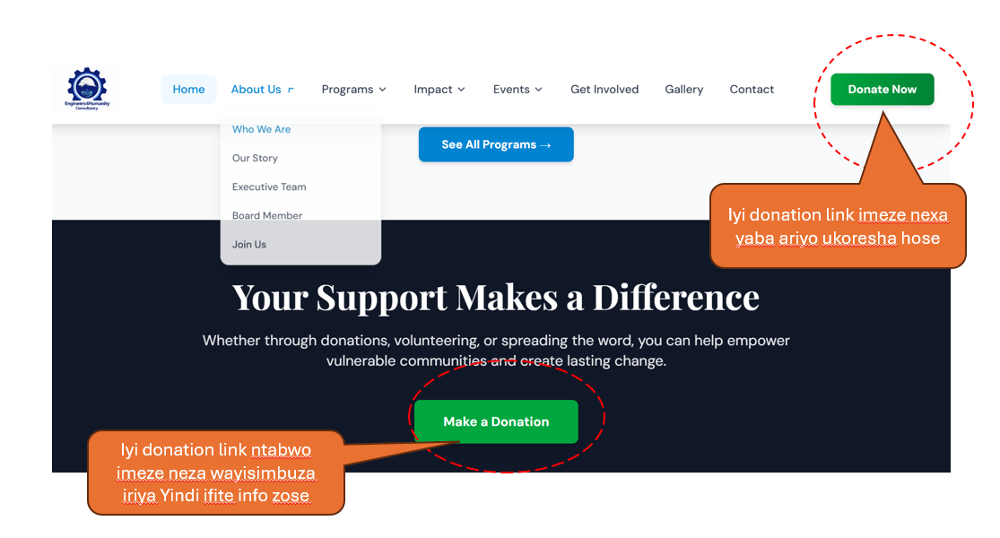 Engineers4Humanity
Consultancy
Home
About Us
Programs
Impact
Events
Get Involved
Gallery
Contact
Donate Now
Who We Are
Our Story
Executive Team
Board Member
Join Us
See All Programs →
Iyi donation link imeze nexa
yaba ariyo ukoresha hose
Your Support Makes a Difference
Whether through donations, volunteering, or spreading the word, you can help empower
vulnerable communities and create lasting change.
Make a Donation
Iyi donation link ntabwo
imeze neza wayisimbuza
iriya Yindi ifite info zose